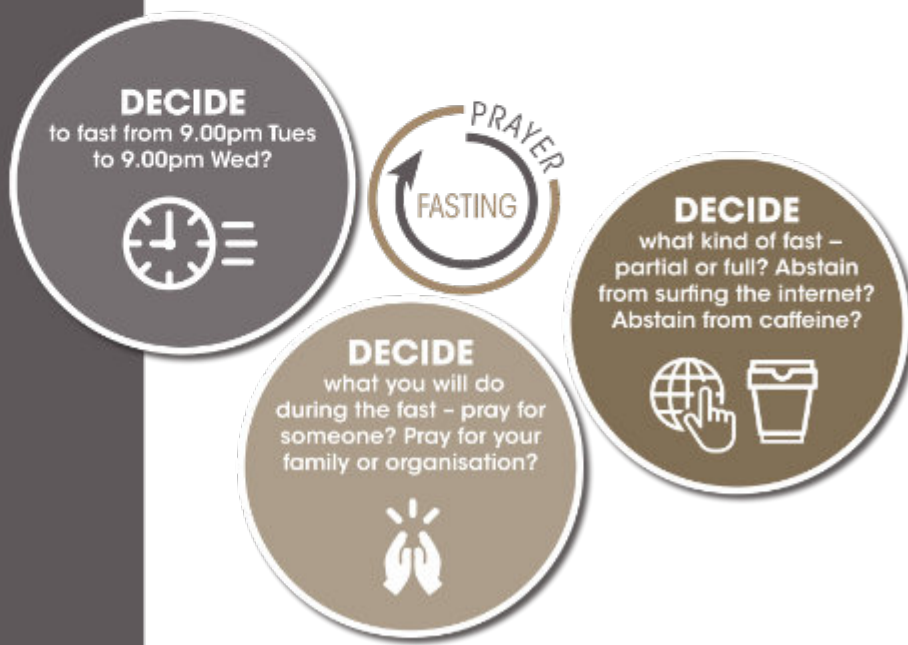 DECIDE
to fast from 9.00pm Tues
to 9.00pm Wed?
PRAYER
FASTING
DECIDE
what kind of fast –
partial or full? Abstain
from surfing the internet?
Abstain from caffeine?
DECIDE
what you will do
during the fast – pray for
someone? Pray for your
family or organisation?